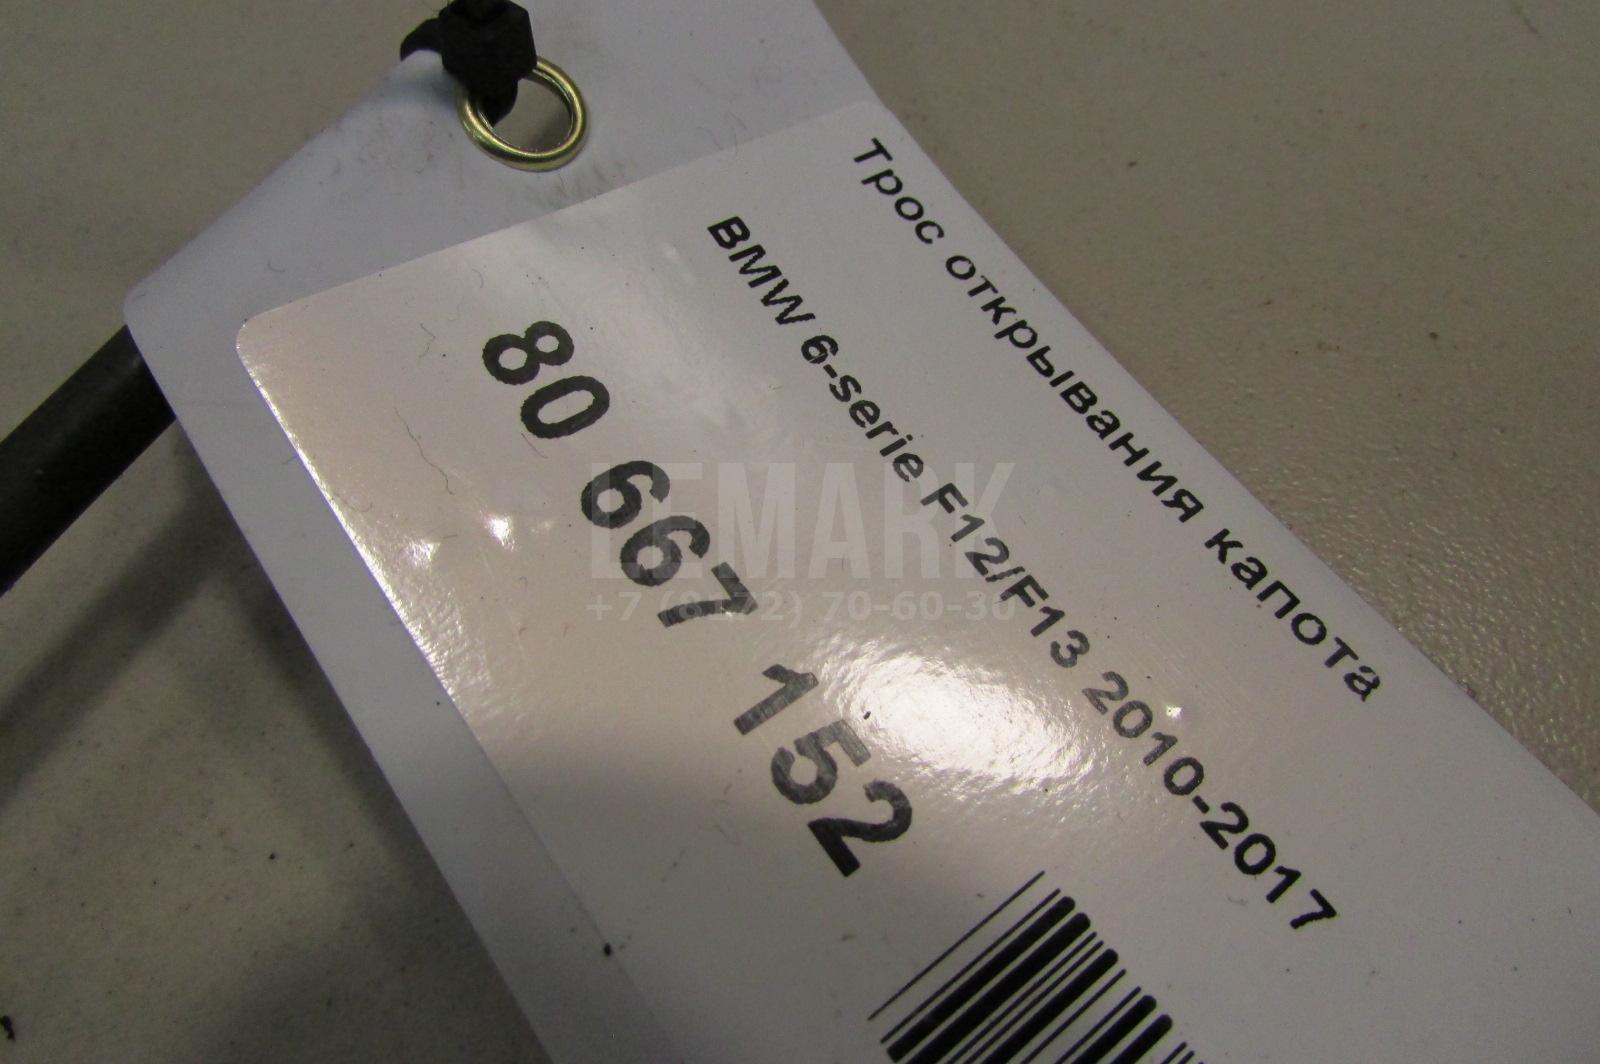 Трос открывания капота
BMW 6-serie F12/F13 2010-2017
80 667 152
LEMARK
+7 (8172) 70-60-30